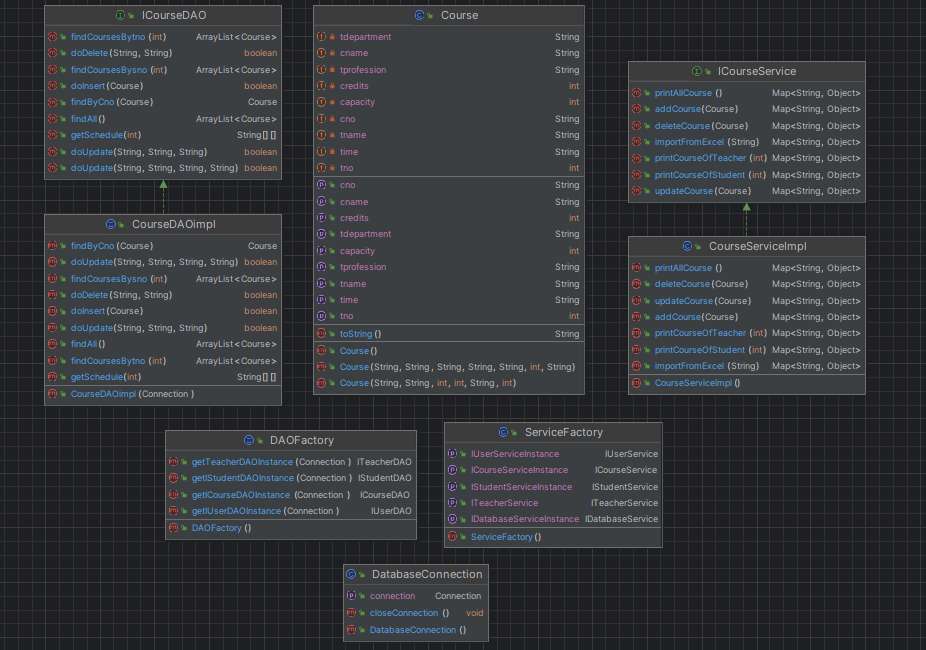 ICourseDAO
findCoursesBytno (int) ArrayList<Course>
doDelete(String, String) boolean
findCoursesBysno (int) ArrayList<Course>
doInsert(Course) boolean
findByCno (Course) Course
findAll() ArrayList<Course>
getSchedule(int) String[][]
doUpdate(String, String, String) boolean
doUpdate(String, String, String, String) boolean
CourseDAOimpl
findByCno (Course) Course
doUpdate(String, String, String, String) boolean
findCoursesBysno (int) ArrayList<Course>
doDelete(String, String) boolean
doInsert(Course) boolean
doUpdate(String, String, String) boolean
findAll() ArrayList<Course>
findCoursesBytno (int) ArrayList<Course>
getSchedule(int) String[][]
CourseDAOimpl(Connection )
Course
tdepartment String
cname String
tprofession String
credits int
capacity int
cno String
tname String
time String
tno int
cno String
cname String
credits int
tdepartment String
capacity int
tprofession String
tname String
time String
tno int
toString() String
Course()
Course(String, String, String, String, String, int, String)
Course(String, String, int, int, String, int)
ICourseService
printAllCourse () Map<String, Object>
addCourse(Course) Map<String, Object>
deleteCourse(Course) Map<String, Object>
importFromExcel (String) Map<String, Object>
printCourseOfTeacher (int) Map<String, Object>
printCourseOfStudent (int) Map<String, Object>
updateCourse(Course) Map<String, Object>
CourseServiceImpl
printAllCourse () Map<String, Object>
deleteCourse(Course) Map<String, Object>
updateCourse(Course) Map<String, Object>
addCourse(Course) Map<String, Object>
printCourseOfTeacher (int) Map<String, Object>
printCourseOfStudent (int) Map<String, Object>
importFromExcel (String) Map<String, Object>
CourseServiceImpl ()
DAOFactory
getTeacherDAOInstance (Connection ) ITeacherDAO
getIStudentDAOInstance (Connection ) IStudentDAO
getICourseDAOInstance (Connection ) ICourseDAO
getIUserDAOInstance (Connection ) IUserDAO
DAOFactory ()
ServiceFactory
IUserServiceInstance IUserService
ICourseServiceInstance ICourseService
IStudentServiceInstance IStudentService
ITeacherService ITeacherService
IDatabaseServiceInstance IDatabaseService
ServiceFactory()
DatabaseConnection
connection Connection
closeConnection () void
DatabaseConnection ()